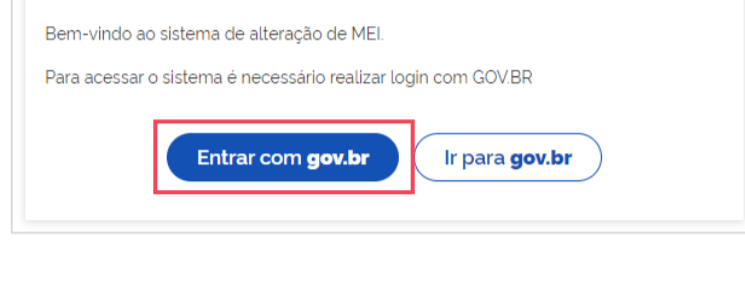 Bem-vindo ao sistema de alteração de MEI.
Para acessar o sistema é necessário realizar login com GOV.BR
Entrar com gov.br Ir para gov.br